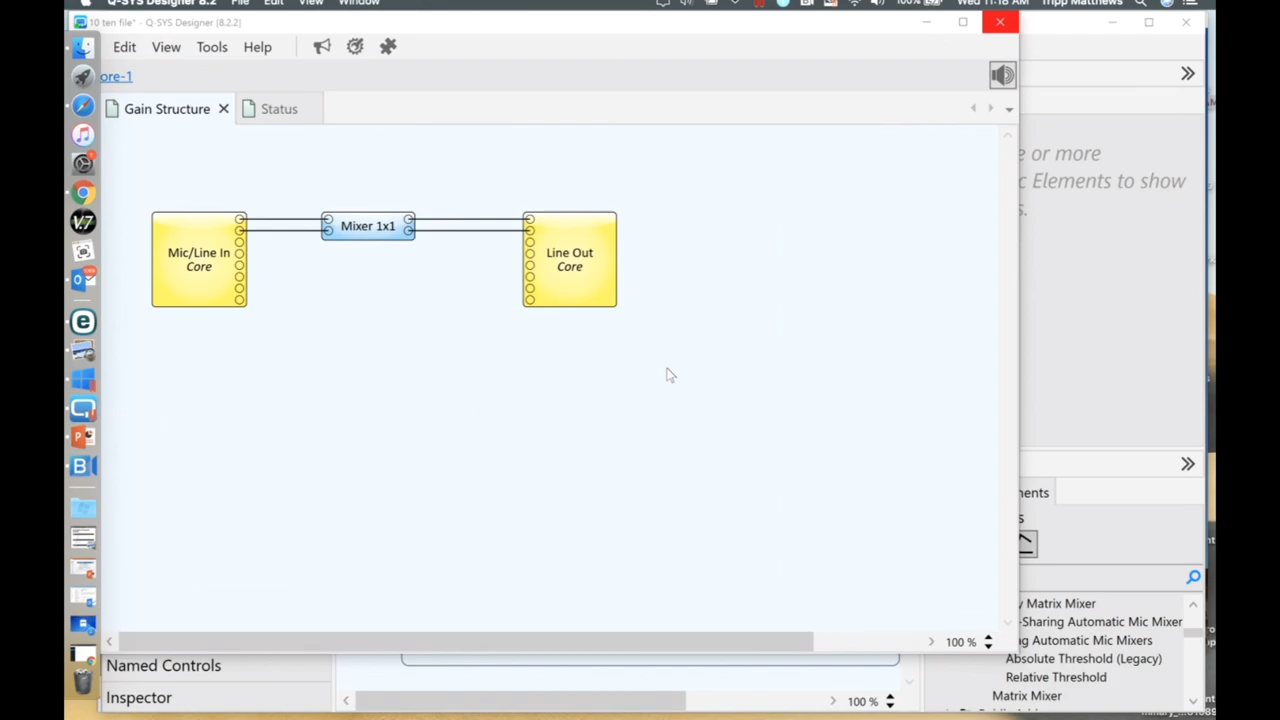 Q-SYS Designer 8.2 File Edit View Window 100% Wed 11:18 AM Tripp Matthews
10 ten file* - Q-SYS Designer [8.2.2]
Edit View Tools Help
ore-1
Gain Structure Status
e or more
c Elements to show
s.
Mic/Line In
Core
Mixer 1x1
Line Out
Core
nents
s
y Matrix Mixer
-Sharing Automatic Mic Mixer
ng Automatic Mic Mixers
Absolute Threshold (Legacy)
Relative Threshold
Matrix Mixer
100 %
Named Controls
Inspector
100 %